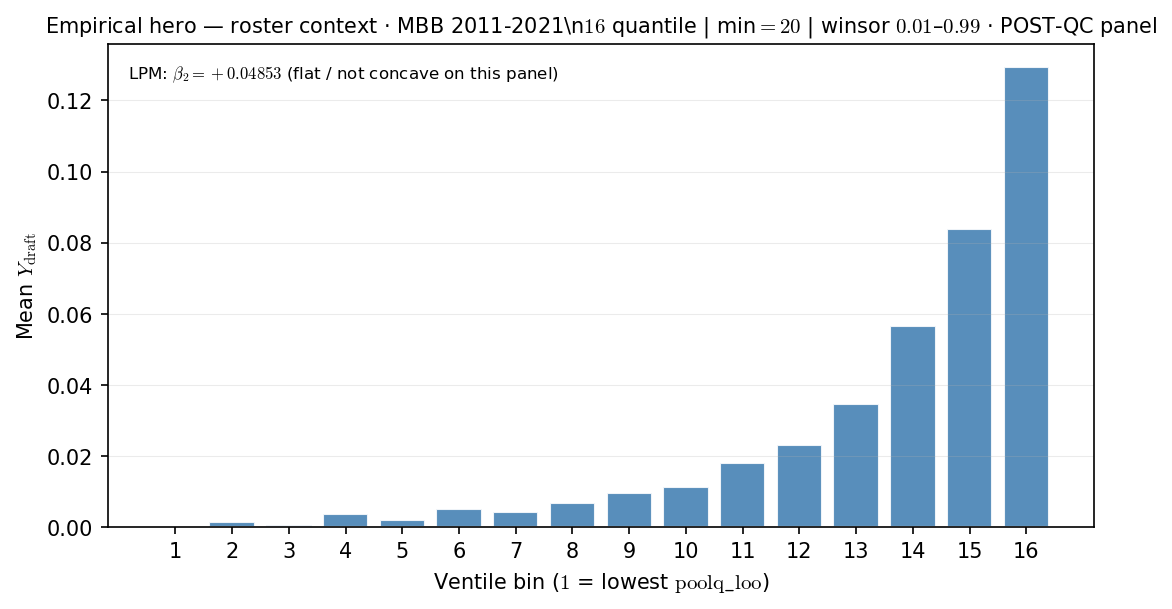 Empirical hero — roster context · MBB 2011-2021\n16 quantile | min = 20 | winsor 0.01–0.99 · POST-QC panel
LPM: β₂ = +0.04853 (flat / not concave on this panel)
0.12
0.10
0.08
0.06
0.04
0.02
0.00
Mean Y_draft
1 2 3 4 5 6 7 8 9 10 11 12 13 14 15 16
Ventile bin (1 = lowest poolq_loo)